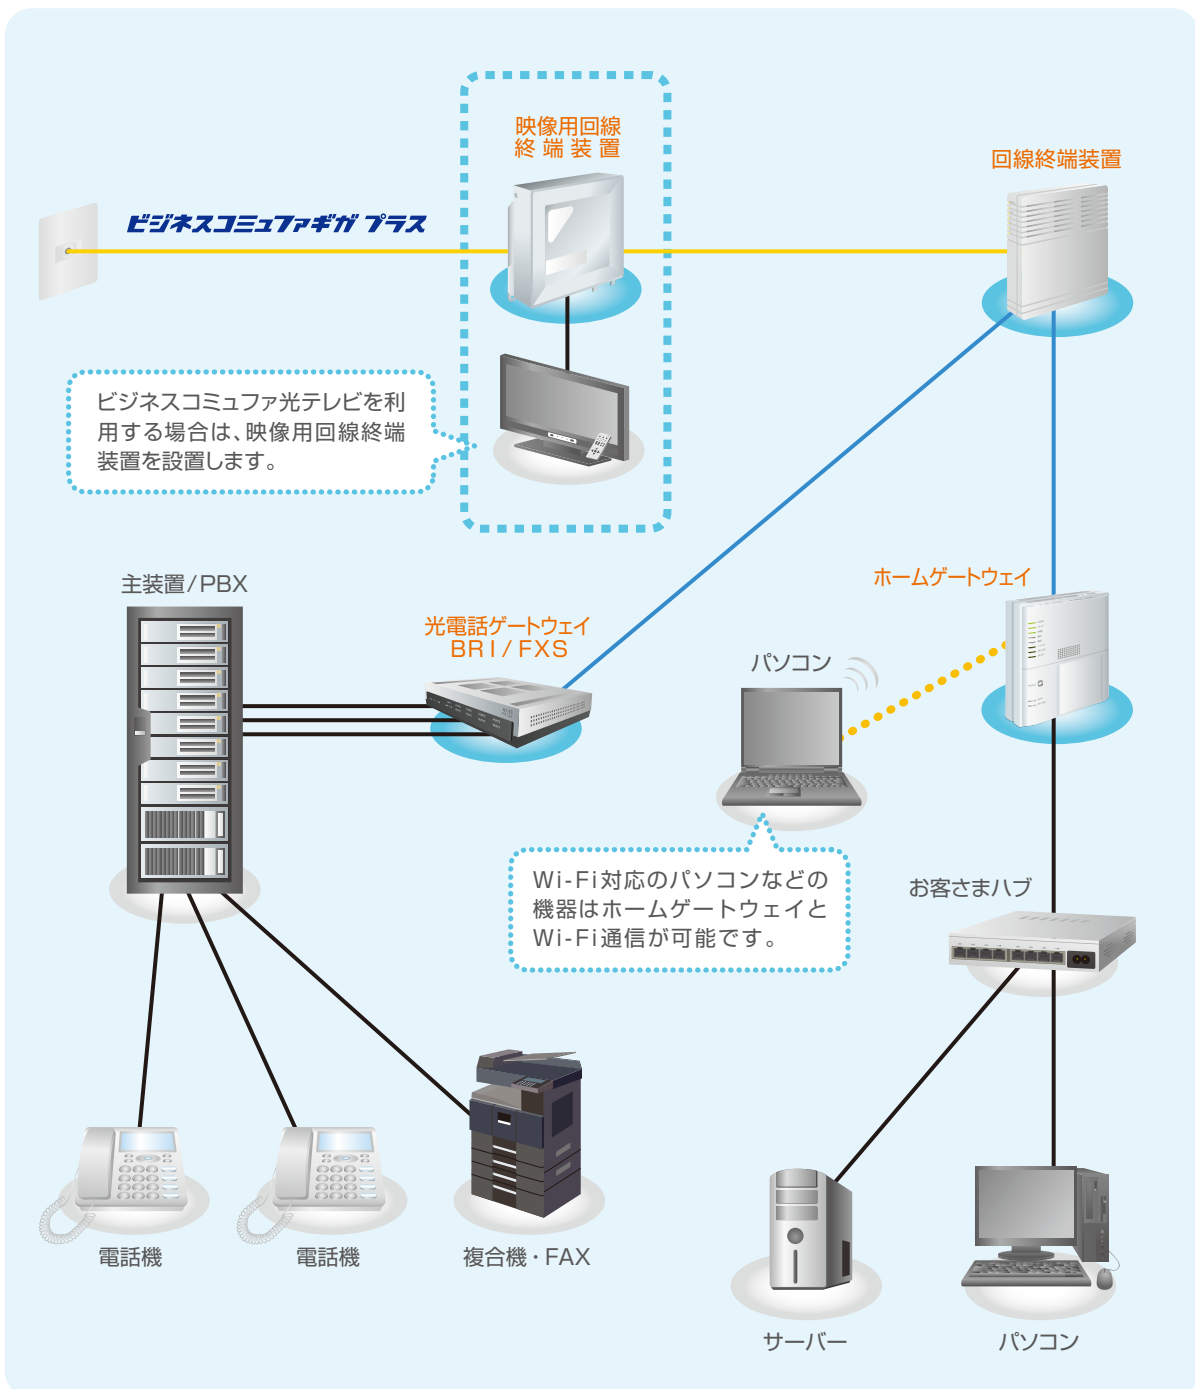 映像用回線
終端装置
回線終端装置
ビジネスコミュファギガ プラス
ビジネスコミュファ光テレビを利
用する場合は、映像用回線終端
装置を設置します。
主装置/PBX
光電話ゲートウェイ
BRI/FXS
ホームゲートウェイ
パソコン
Wi-Fi対応のパソコンなどの
機器はホームゲートウェイと
Wi-Fi通信が可能です。
お客さまハブ
電話機
電話機
複合機・FAX
サーバー
パソコン